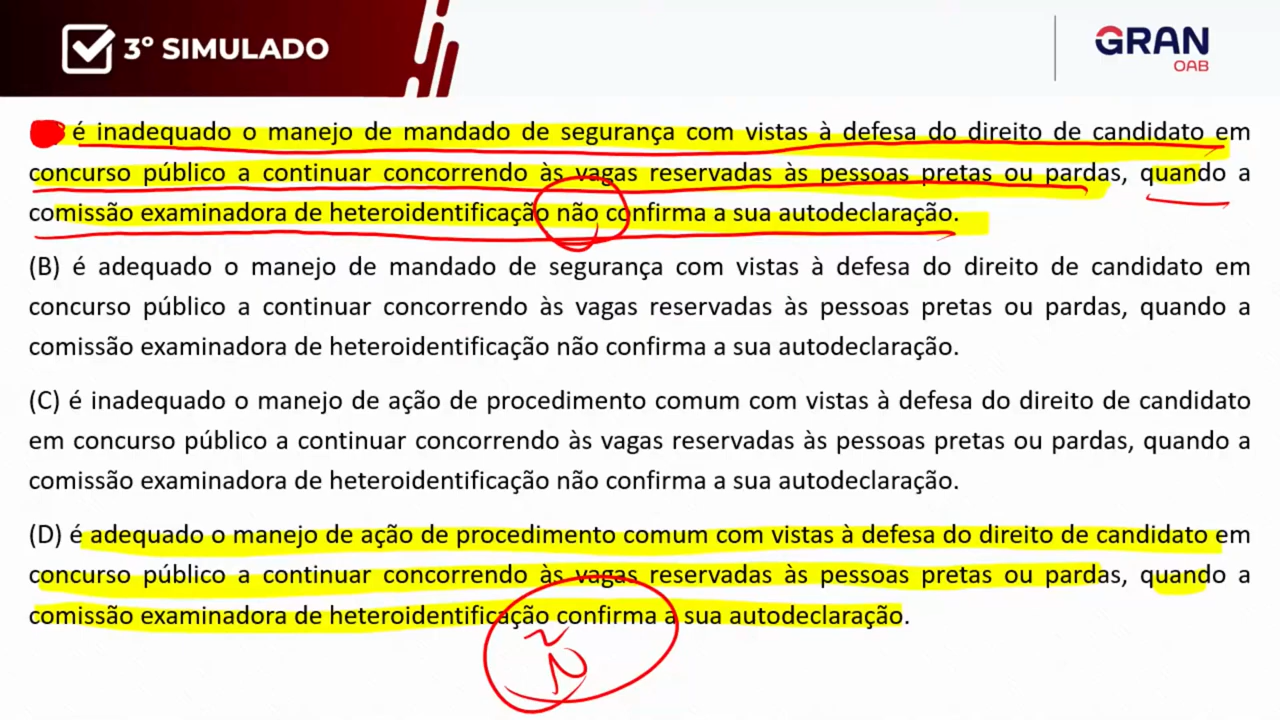 3º SIMULADO
GRAN
OAB
é inadequado o manejo de mandado de segurança com vistas à defesa do direito de candidato em
concurso público a continuar concorrendo às vagas reservadas às pessoas pretas ou pardas, quando a
comissão examinadora de heteroidentificação não confirma a sua autodeclaração.
(B) é adequado o manejo de mandado de segurança com vistas à defesa do direito de candidato em
concurso público a continuar concorrendo às vagas reservadas às pessoas pretas ou pardas, quando a
comissão examinadora de heteroidentificação não confirma a sua autodeclaração.
(C) é inadequado o manejo de ação de procedimento comum com vistas à defesa do direito de candidato
em concurso público a continuar concorrendo às vagas reservadas às pessoas pretas ou pardas, quando a
comissão examinadora de heteroidentificação não confirma a sua autodeclaração.
(D) é adequado o manejo de ação de procedimento comum com vistas à defesa do direito de candidato em
concurso público a continuar concorrendo às vagas reservadas às pessoas pretas ou pardas, quando a
comissão examinadora de heteroidentificação confirma a sua autodeclaração.